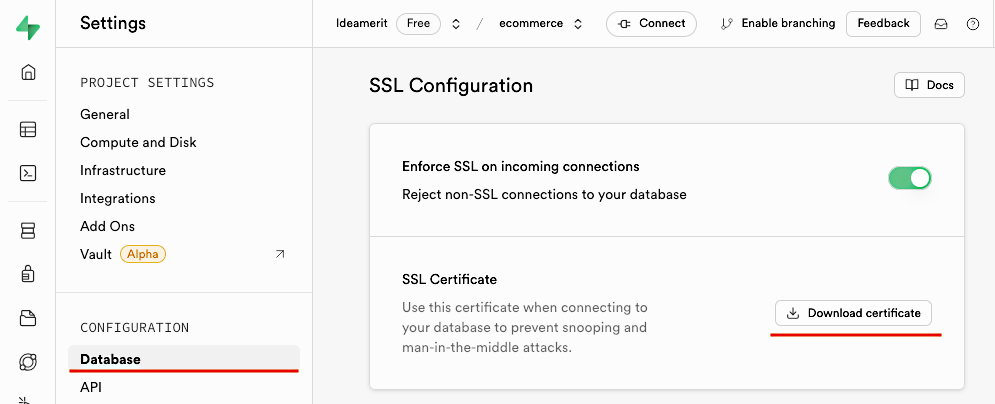 Settings
Ideamerit Free / ecommerce Connect Enable branching Feedback
PROJECT SETTINGS
General
Compute and Disk
Infrastructure
Integrations
Add Ons
Vault Alpha
CONFIGURATION
Database
API
SSL Configuration
Docs
Enforce SSL on incoming connections
Reject non-SSL connections to your database
SSL Certificate
Use this certificate when connecting to
your database to prevent snooping and
man-in-the-middle attacks.
Download certificate